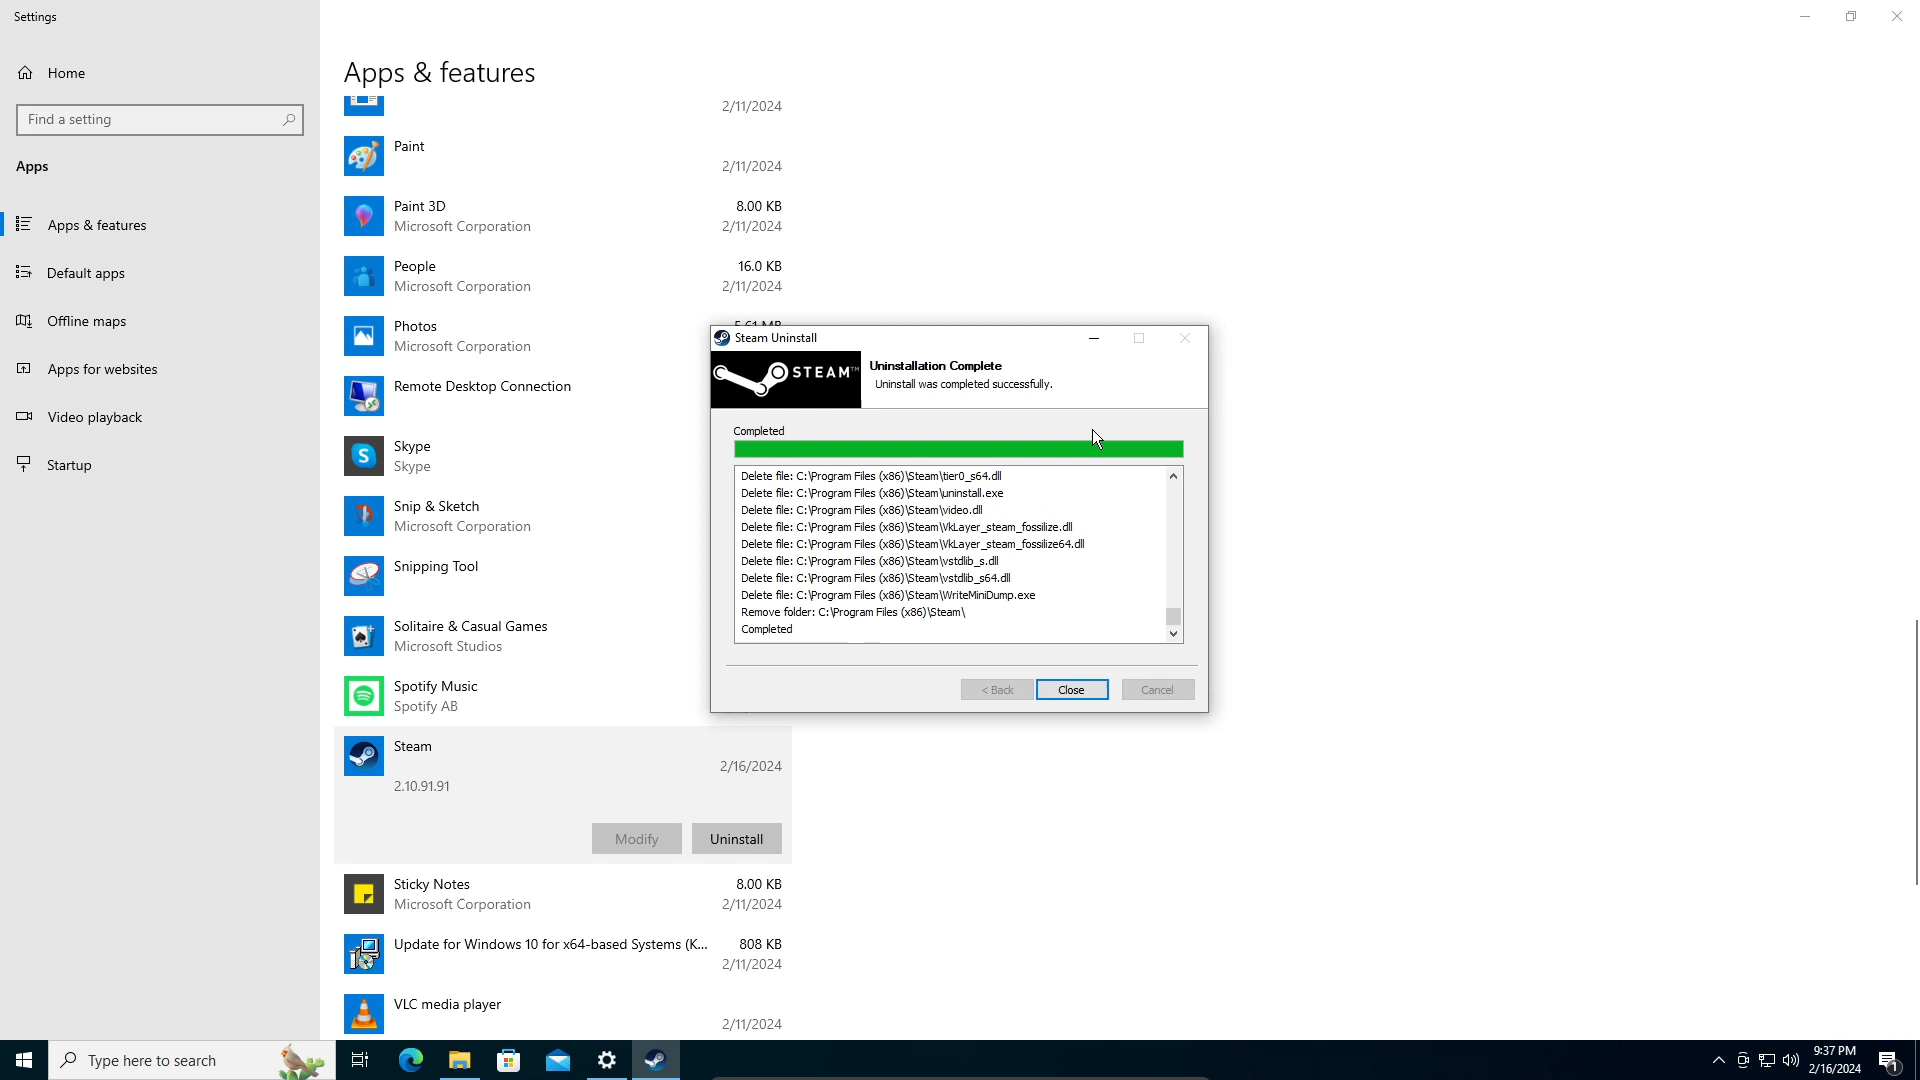 Settings
Home
Find a setting
Apps
Apps & features
Default apps
Offline maps
Apps for websites
Video playback
Startup
Apps & features
2/11/2024
Paint
2/11/2024
Paint 3D
8.00 KB
Microsoft Corporation
2/11/2024
People
16.0 KB
Microsoft Corporation
2/11/2024
Photos
Microsoft Corporation
Remote Desktop Connection
Skype
Skype
Snip & Sketch
Microsoft Corporation
Snipping Tool
Solitaire & Casual Games
Microsoft Studios
Spotify Music
Spotify AB
Steam
2/16/2024
2.10.91.91
Modify
Uninstall
Sticky Notes
8.00 KB
Microsoft Corporation
2/11/2024
Update for Windows 10 for x64-based Systems (K...
808 KB
2/11/2024
VLC media player
2/11/2024
Steam Uninstall
STEAM™
Uninstallation Complete
Uninstall was completed successfully.
Completed
Delete file: C:\Program Files (x86)\Steam\tier0_s64.dll
Delete file: C:\Program Files (x86)\Steam\uninstall.exe
Delete file: C:\Program Files (x86)\Steam\video.dll
Delete file: C:\Program Files (x86)\Steam\VkLayer_steam_fossilize.dll
Delete file: C:\Program Files (x86)\Steam\VkLayer_steam_fossilize64.dll
Delete file: C:\Program Files (x86)\Steam\vstdlib_s.dll
Delete file: C:\Program Files (x86)\Steam\vstdlib_s64.dll
Delete file: C:\Program Files (x86)\Steam\WriteMiniDump.exe
Remove folder: C:\Program Files (x86)\Steam\
Completed
< Back
Close
Cancel
Type here to search
9:37 PM
2/16/2024
1